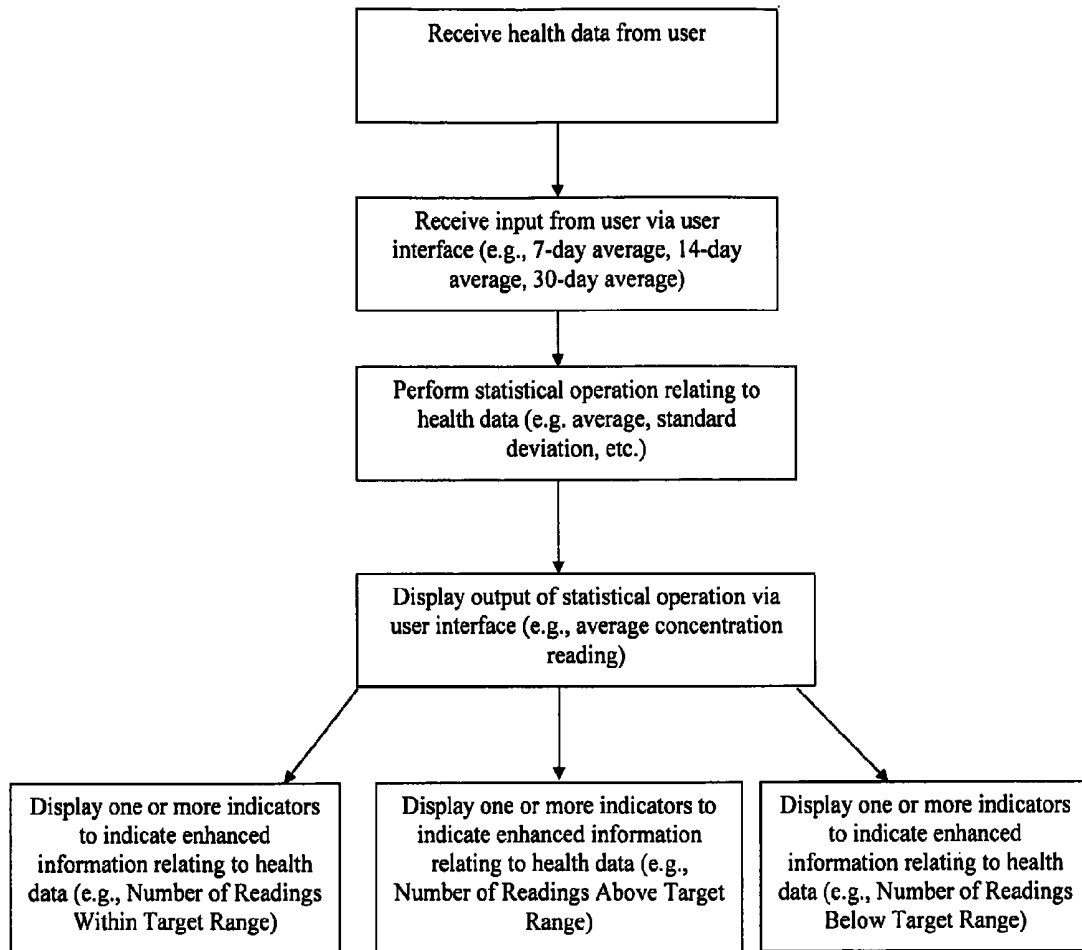 Receive health data from user
Receive input from user via user
interface (e.g., 7-day average, 14-day
average, 30-day average)
Perform statistical operation relating to
health data (e.g. average, standard
deviation, etc.)
Display output of statistical operation via
user interface (e.g., average concentration
reading)
Display one or more indicators
to indicate enhanced
information relating to health
data (e.g., Number of Readings
Within Target Range)
Display one or more indicators to
indicate enhanced information
relating to health data (e.g.,
Number of Readings Above Target
Range)
Display one or more indicators
to indicate enhanced
information relating to health
data (e.g., Number of Readings
Below Target Range)